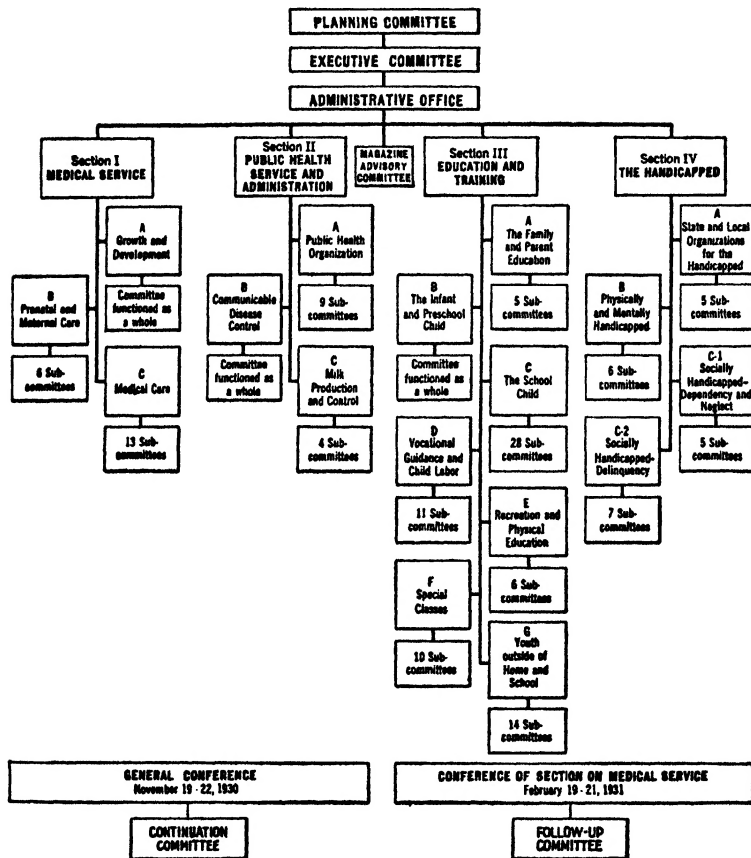 PLANNING COMMITTEE
EXECUTIVE COMMITTEE
ADMINISTRATIVE OFFICE
Section I
MEDICAL SERVICE
A
Growth and
Development
Committee
functioned as
a whole
B
Prenatal and
Maternal Care
6 Sub-
committees
C
Medical Care
13 Sub-
committees
Section II
PUBLIC HEALTH
SERVICE AND
ADMINISTRATION
A
Public Health
Organization
9 Sub-
committees
B
Communicable
Disease
Control
Committee
functioned as
a whole
C
Milk
Production
and Control
4 Sub-
committees
MAGAZINE
ADVISORY
COMMITTEE
Section III
EDUCATION AND
TRAINING
A
The Family
and Parent
Education
5 Sub-
committees
B
The Infant
and Preschool
Child
Committee
functioned as
a whole
C
The School
Child
28 Sub-
committees
D
Vocational
Guidance and
Child Labor
11 Sub-
committees
E
Recreation and
Physical
Education
6 Sub-
committees
F
Special
Classes
10 Sub-
committees
G
Youth
outside of
Home and
School
14 Sub-
committees
Section IV
THE HANDICAPPED
A
State and Local
Organizations
for the
Handicapped
5 Sub-
committees
B
Physically
and Mentally
Handicapped
6 Sub-
committees
C-1
Socially
Handicapped-
Dependency and
Neglect
5 Sub-
committees
C-2
Socially
Handicapped-
Delinquency
7 Sub-
committees
GENERAL CONFERENCE
November 19 - 22, 1930
CONTINUATION
COMMITTEE
CONFERENCE OF SECTION ON MEDICAL SERVICE
February 19 - 21, 1931
FOLLOW-UP
COMMITTEE